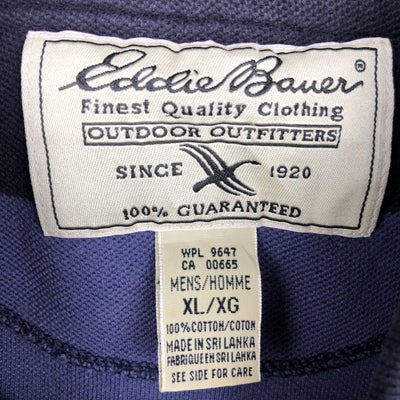 Eddie Bauer®
Finest Quality Clothing
OUTDOOR OUTFITTERS
SINCE 1920
100% GUARANTEED
WPL 9647
CA 00665
MENS/HOMME
XL/XG
100% COTTON/COTON
MADE IN SRI LANKA
FABRIQUE EN SRI LANKA
SEE SIDE FOR CARE